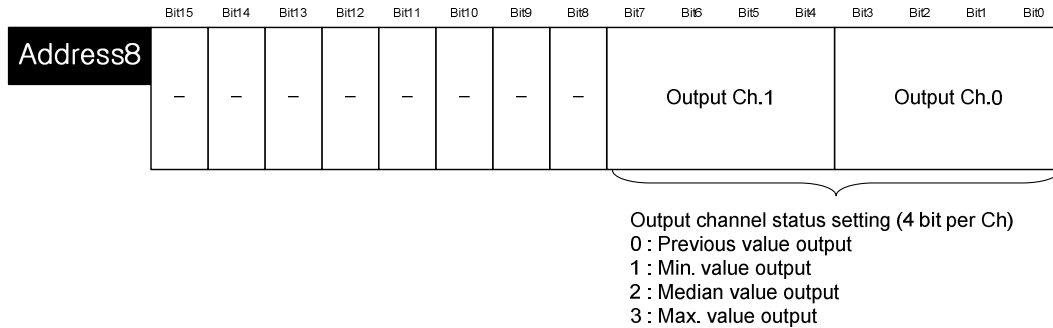 Bit15 Bit14 Bit13 Bit12 Bit11 Bit10 Bit9 Bit8 Bit7 Bit6 Bit5 Bit4 Bit3 Bit2 Bit1 Bit0
Address8
– – – – – – – – Output Ch.1 Output Ch.0
Output channel status setting (4 bit per Ch)
0 : Previous value output
1 : Min. value output
2 : Median value output
3 : Max. value output